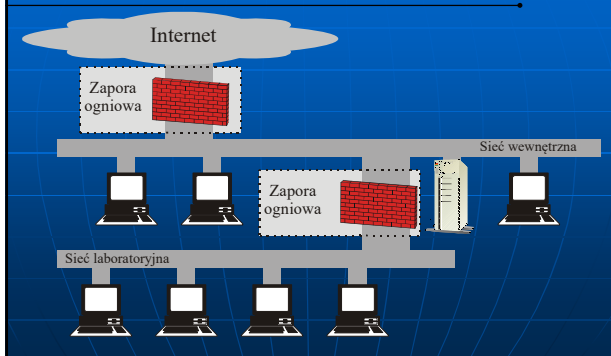 Internet
Zapora
ogniowa
Sieć wewnętrzna
Zapora
ogniowa
Sieć laboratoryjna